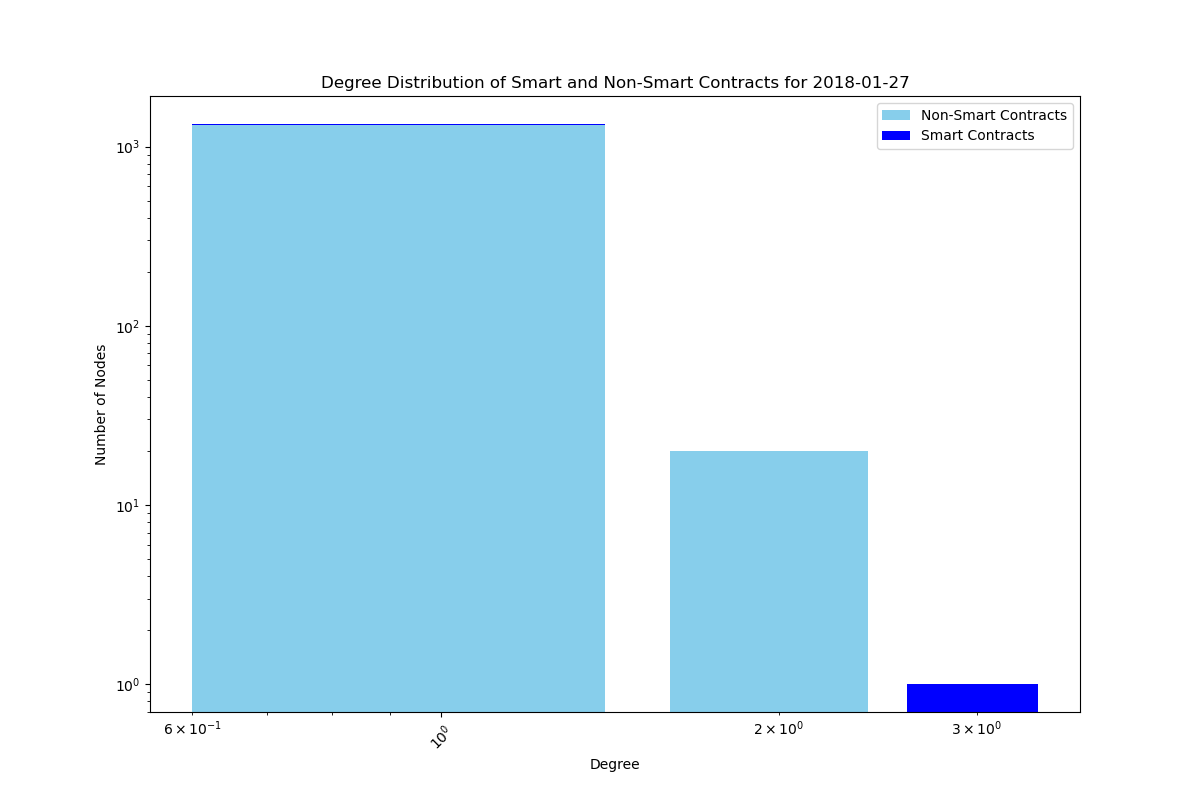 Degree Distribution of Smart and Non-Smart Contracts for 2018-01-27
Non-Smart Contracts
Smart Contracts
10³
10²
10¹
10⁰
Number of Nodes
6 × 10⁻¹
10⁰
2 × 10⁰
3 × 10⁰
Degree